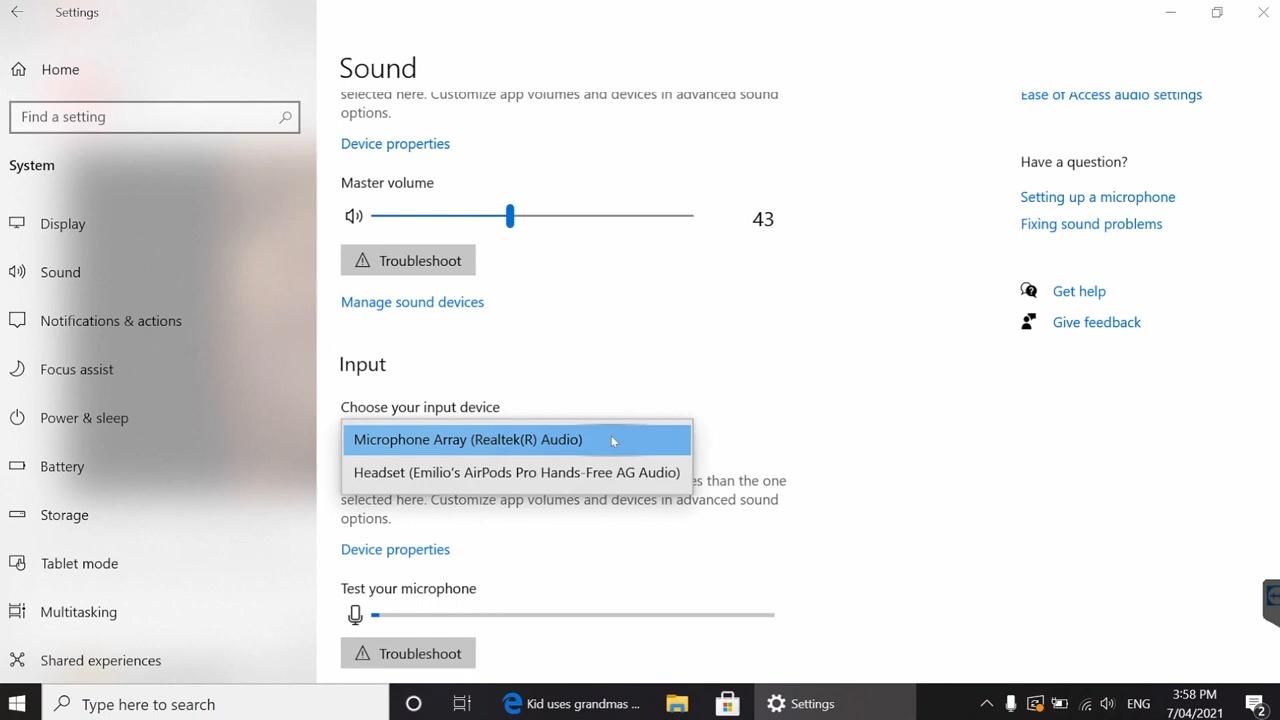 Settings
Home
Find a setting
System
Display
Sound
Notifications & actions
Focus assist
Power & sleep
Battery
Storage
Tablet mode
Multitasking
Shared experiences
Sound
selected here. Customize app volumes and devices in advanced sound
options.
Device properties
Master volume
43
Troubleshoot
Manage sound devices
Input
Choose your input device
Microphone Array (Realtek(R) Audio)
Headset (Emilio's AirPods Pro Hands-Free AG Audio)
es than the one
selected here. Customize app volumes and devices in advanced sound
options.
Device properties
Test your microphone
Troubleshoot
Ease of Access audio settings
Have a question?
Setting up a microphone
Fixing sound problems
Get help
Give feedback
Type here to search
Kid uses grandmas ...
Settings
ENG
3:58 PM
7/04/2021
2